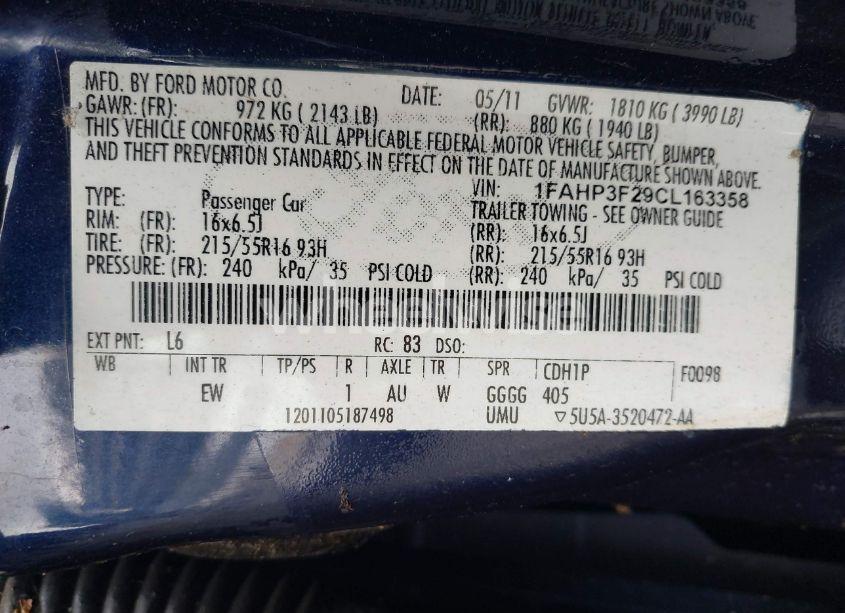 MFD. BY FORD MOTOR CO. DATE: 05/11 GVWR: 1810 KG ( 3990 LB)
GAWR: (FR): 972 KG ( 2143 LB) (RR): 880 KG ( 1940 LB)
THIS VEHICLE CONFORMS TO ALL APPLICABLE FEDERAL MOTOR VEHICLE SAFETY, BUMPER,
AND THEFT PREVENTION STANDARDS IN EFFECT ON THE DATE OF MANUFACTURE SHOWN ABOVE.
VIN: 1FAHP3F29CL163358
TYPE: Passenger Car TRAILER TOWING - SEE OWNER GUIDE
RIM: (FR): 16x6.5J (RR): 16x6.5J
TIRE: (FR): 215/55R16 93H (RR): 215/55R16 93H
PRESSURE: (FR): 240 kPa/ 35 PSI COLD (RR): 240 kPa/ 35 PSI COLD
EXT PNT: L6 RC: 83 DSO:
WB INT TR TP/PS R AXLE TR SPR CDH1P F0098
EW 1 AU W GGGG 405
1201105187498 UMU ▽5U5A-3520472-AA